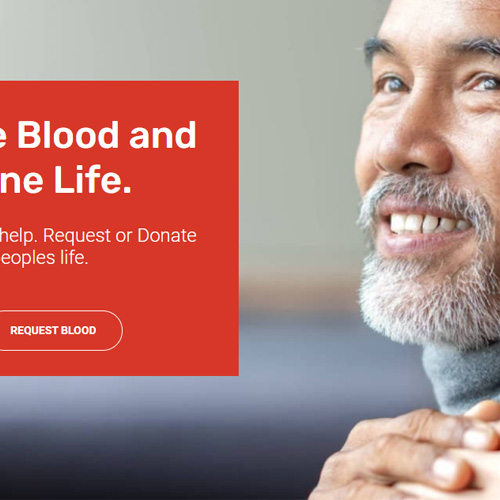 e Blood and
ne Life.
help. Request or Donate
eoples life.
REQUEST BLOOD